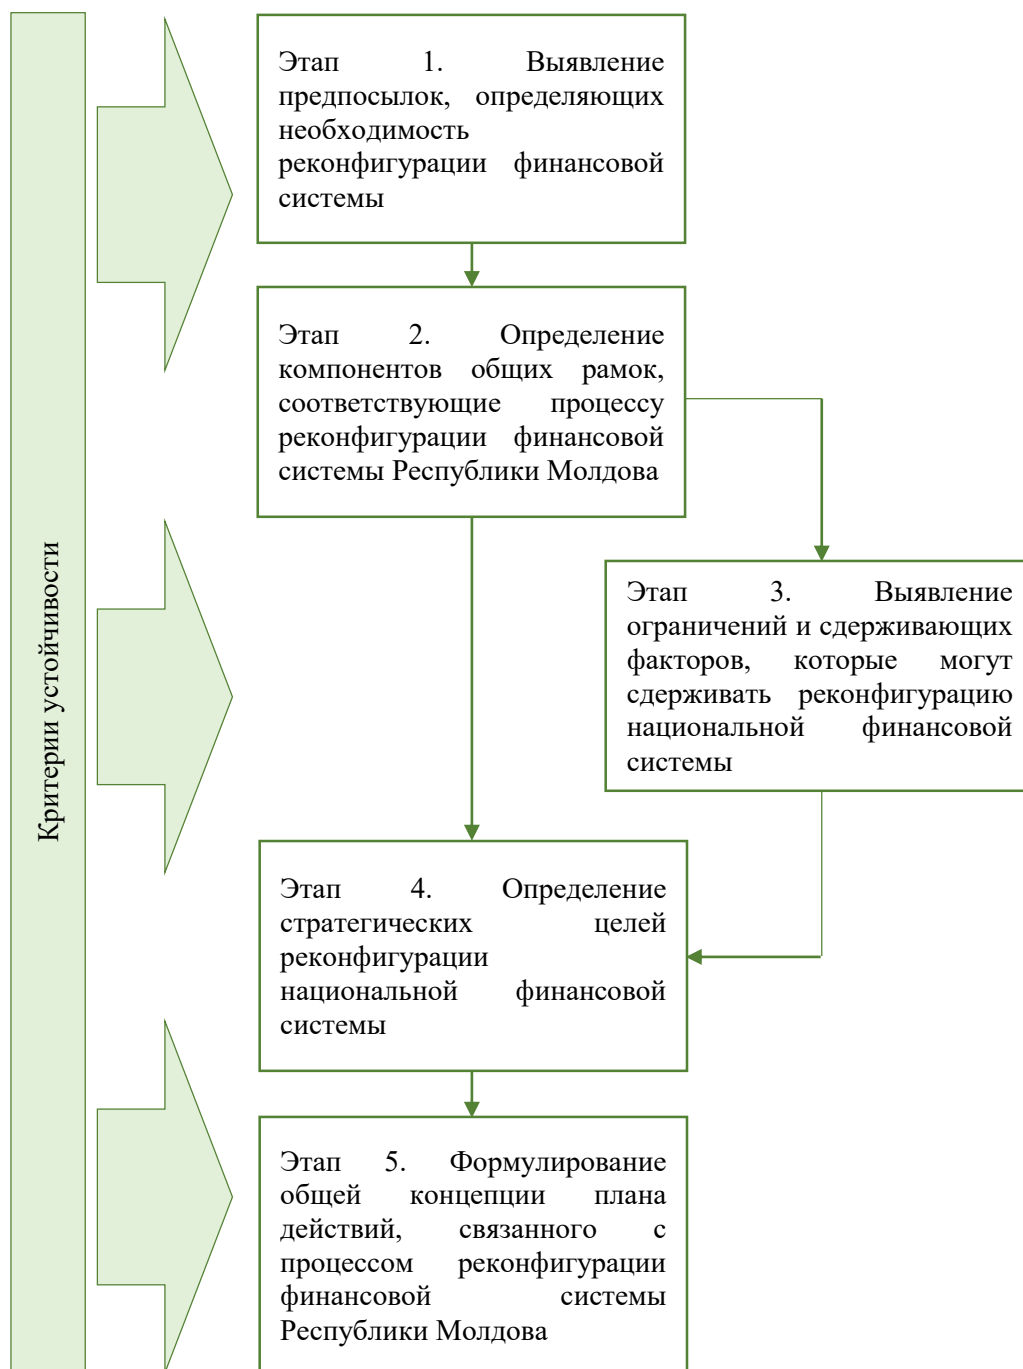 Критерии устойчивости
Этап 1. Выявление
предпосылок, определяющих
необходимость
реконфигурации финансовой
системы
Этап 2. Определение
компонентов общих рамок,
соответствующие процессу
реконфигурации финансовой
системы Республики Молдова
Этап 3. Выявление
ограничений и сдерживающих
факторов, которые могут
сдерживать реконфигурацию
национальной финансовой
системы
Этап 4. Определение
стратегических целей
реконфигурации
национальной финансовой
системы
Этап 5. Формулирование
общей концепции плана
действий, связанного с
процессом реконфигурации
финансовой системы
Республики Молдова